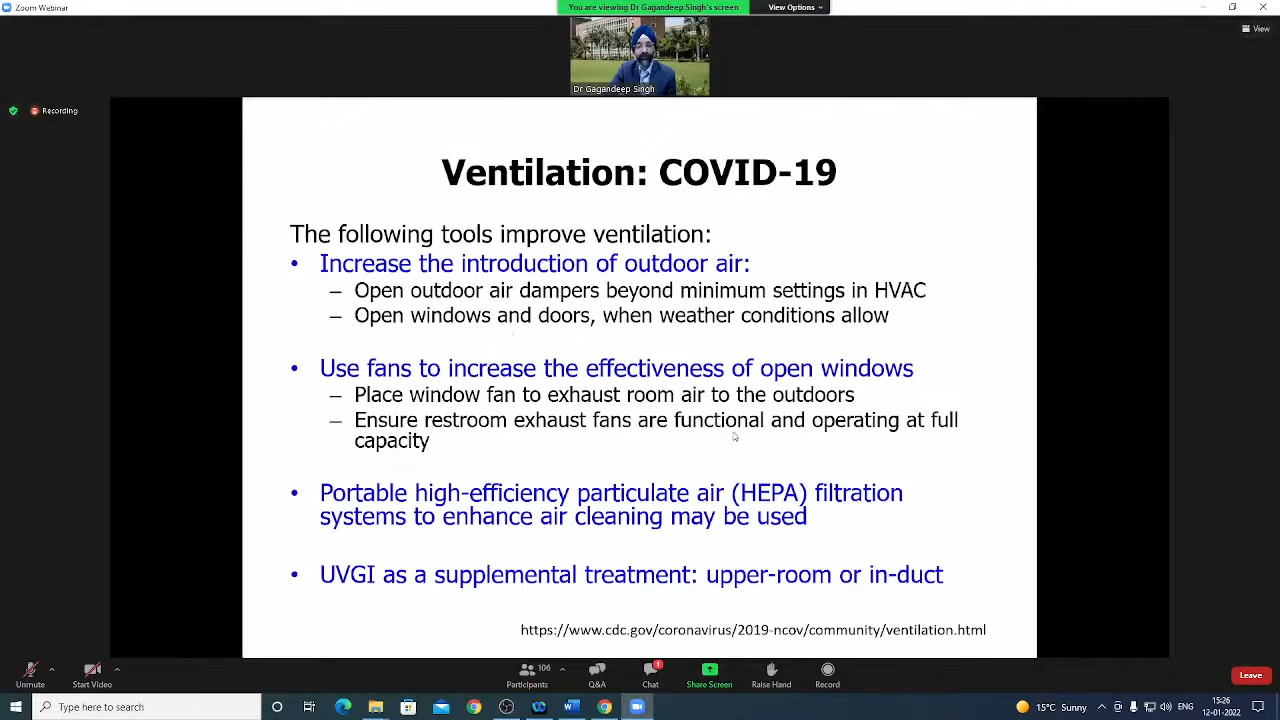 Zoom Webinar
You are viewing Dr Gagandeep Singh's screen
View Options
View
Dr Gagandeep Singh
Recording
Ventilation: COVID-19
The following tools improve ventilation:
• Increase the introduction of outdoor air:
– Open outdoor air dampers beyond minimum settings in HVAC
– Open windows and doors, when weather conditions allow
• Use fans to increase the effectiveness of open windows
– Place window fan to exhaust room air to the outdoors
– Ensure restroom exhaust fans are functional and operating at full
capacity
• Portable high-efficiency particulate air (HEPA) filtration
systems to enhance air cleaning may be used
• UVGI as a supplemental treatment: upper-room or in-duct
https://www.cdc.gov/coronavirus/2019-ncov/community/ventilation.html
106
1
Unmute
Start Video
Participants
Q&A
Chat
Share Screen
Raise Hand
Record
Leave
Type here to search
15°C Sunny
ENG
15:26
12-01-2022